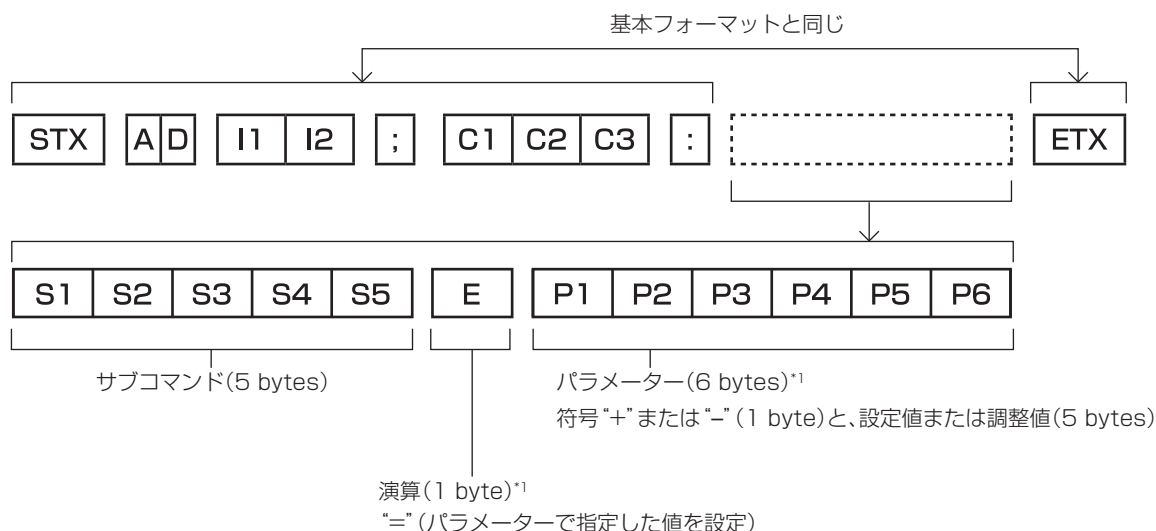 基本フォーマットと同じ
STX A D I1 I2 ; C1 C2 C3 : ETX
S1 S2 S3 S4 S5 E P1 P2 P3 P4 P5 P6
サブコマンド(5 bytes)
パラメーター(6 bytes)*1
符号“+”または“–”(1 byte)と、設定値または調整値(5 bytes)
演算(1 byte)*1
“=”(パラメーターで指定した値を設定)